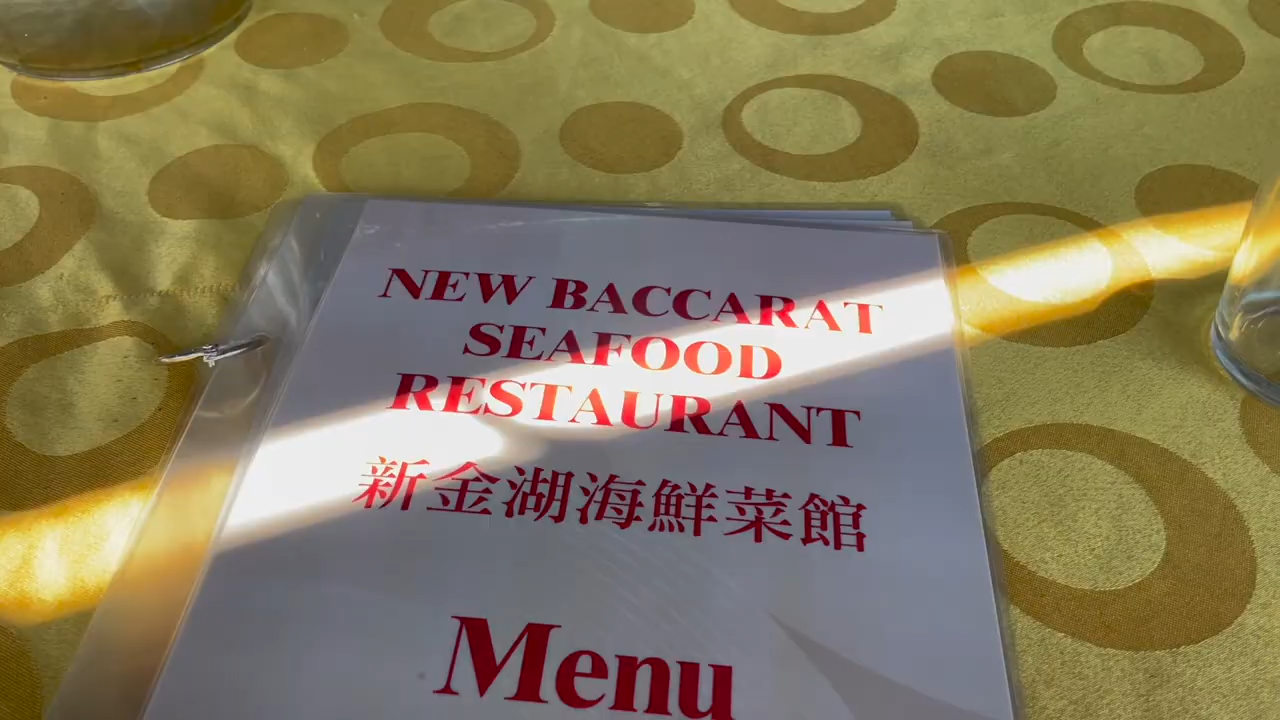 NEW BACCARAT
SEAFOOD
RESTAURANT
新金湖海鮮菜館
Menu